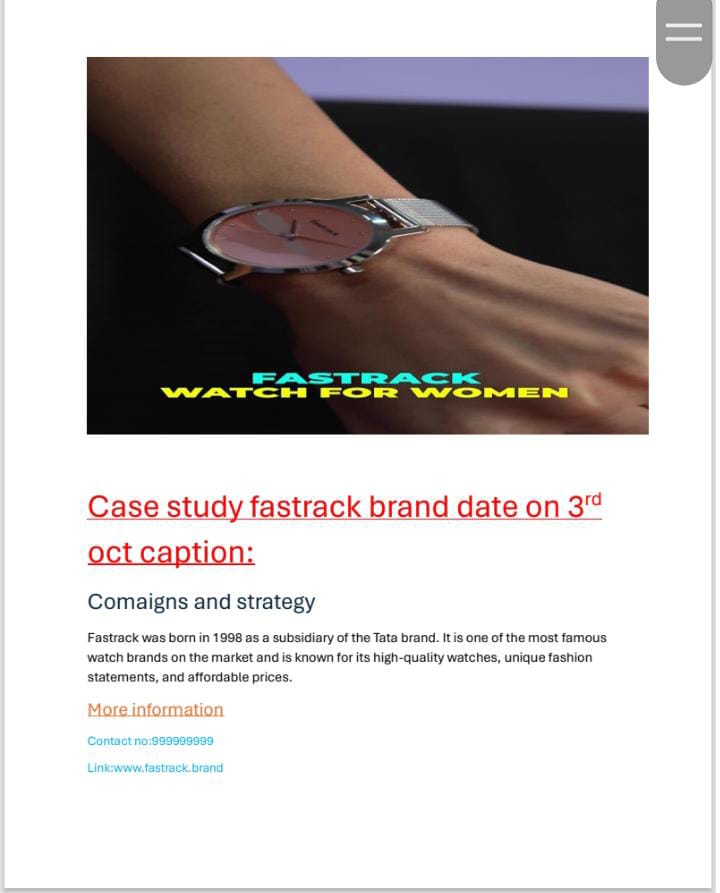 fastrack
FASTRACK
WATCH FOR WOMEN
Case study fastrack brand date on 3rd
oct caption:
Comaigns and strategy
Fastrack was born in 1998 as a subsidiary of the Tata brand. It is one of the most famous
watch brands on the market and is known for its high-quality watches, unique fashion
statements, and affordable prices.
More information
Contact no:999999999
Link:www.fastrack.brand